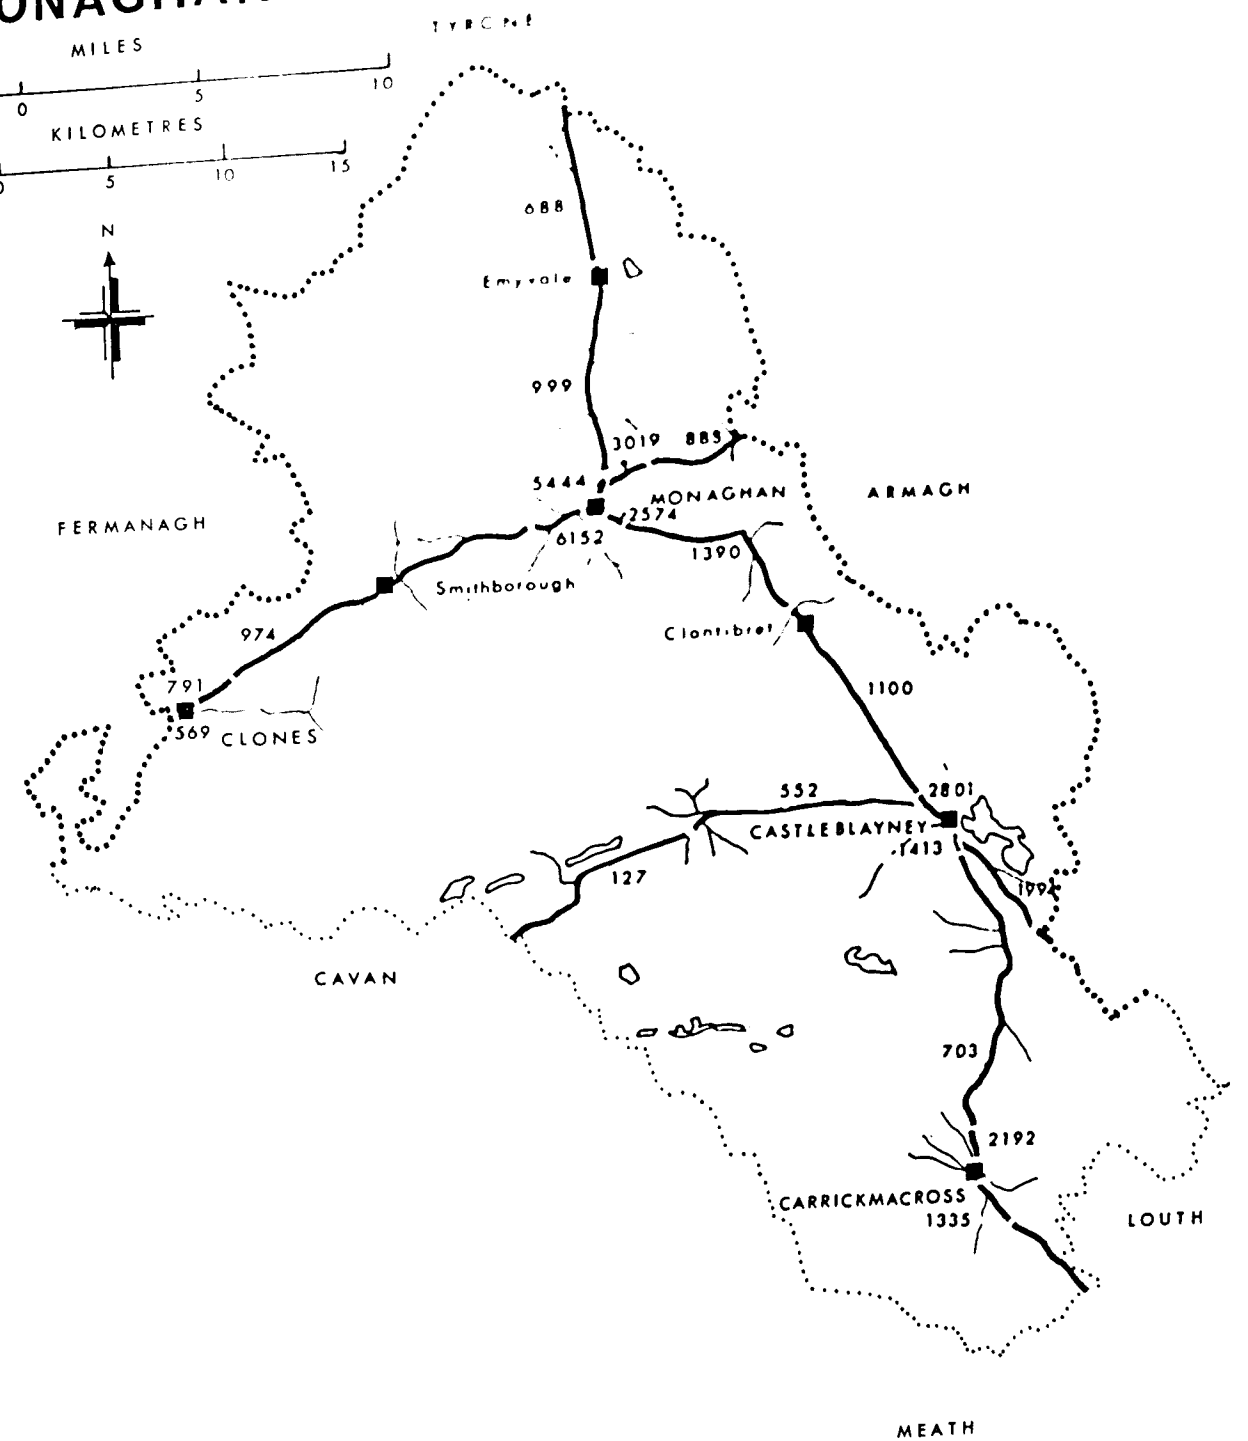 MILES
0 5 10
KILOMETRES
5 10 15
N
688
Emyvale
999
3019
5444
MONAGHAN
ARMAGH
FERMANAGH
2574
6152
1390
Smithborough
Clontibret
974
1100
791
569
CLONES
552
2801
CASTLEBLAYNEY
1413
127
CAVAN
703
2192
CARRICKMACROSS
1335
LOUTH
MEATH